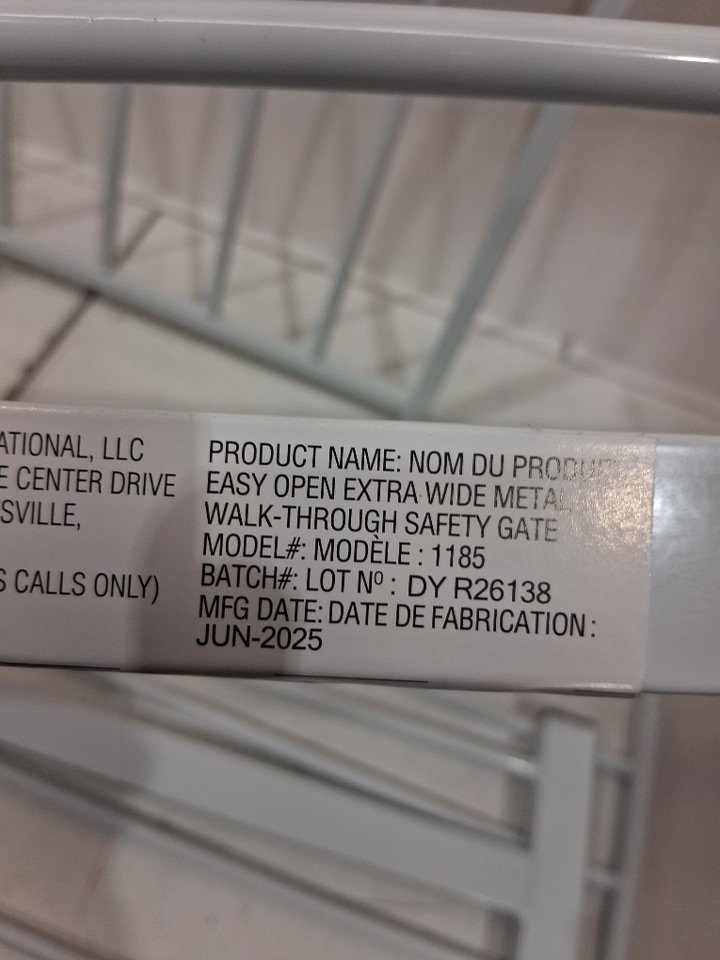 ATIONAL, LLC
E CENTER DRIVE
SVILLE,
S CALLS ONLY)
PRODUCT NAME: NOM DU PRODUIT
EASY OPEN EXTRA WIDE METAL
WALK-THROUGH SAFETY GATE
MODEL#: MODÈLE : 1185
BATCH#: LOT Nº : DY R26138
MFG DATE: DATE DE FABRICATION :
JUN-2025